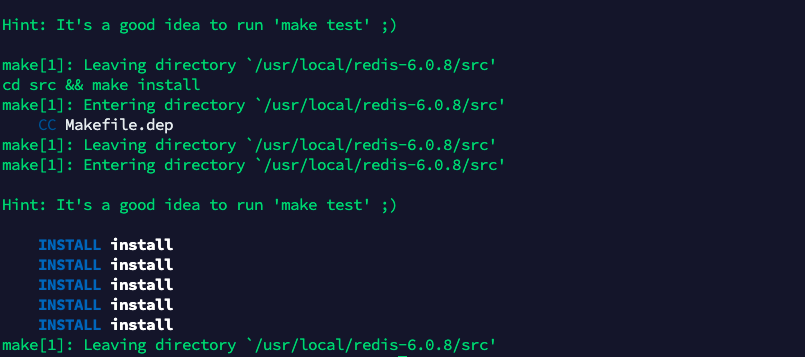 Hint: It's a good idea to run 'make test' ;)
make[1]: Leaving directory `/usr/local/redis-6.0.8/src'
cd src && make install
make[1]: Entering directory `/usr/local/redis-6.0.8/src'
CC Makefile.dep
make[1]: Leaving directory `/usr/local/redis-6.0.8/src'
make[1]: Entering directory `/usr/local/redis-6.0.8/src'
Hint: It's a good idea to run 'make test' ;)
INSTALL install
INSTALL install
INSTALL install
INSTALL install
INSTALL install
make[1]: Leaving directory `/usr/local/redis-6.0.8/src'